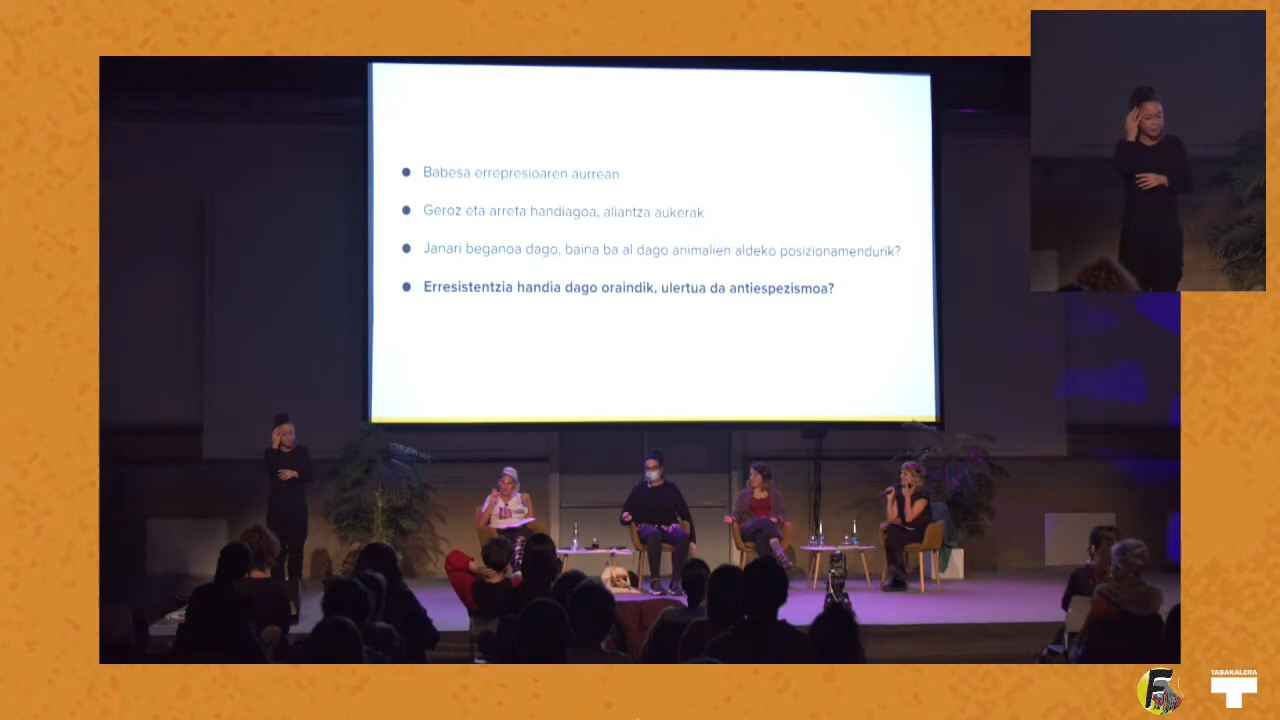 Babesa errepresioaren aurrean
Geroz eta arreta handiagoa, aliantza aukerak
Janari beganoa dago, baina ba al dago animalien aldeko posizionamendurik?
Erresistentzia handia dago oraindik, ulertua da antiespezismoa?
F
TABAKALERA
T